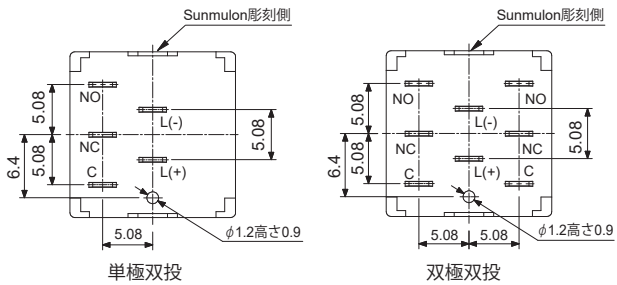 Sunmulon彫刻側
NO
L(-)
NC
L(+)
C
5.08
5.08
6.4
5.08
5.08
φ1.2高さ0.9
単極双投
Sunmulon彫刻側
NO
NO
L(-)
NC
NC
L(+)
C
C
5.08
5.08
6.4
5.08
5.08
5.08
φ1.2高さ0.9
双極双投